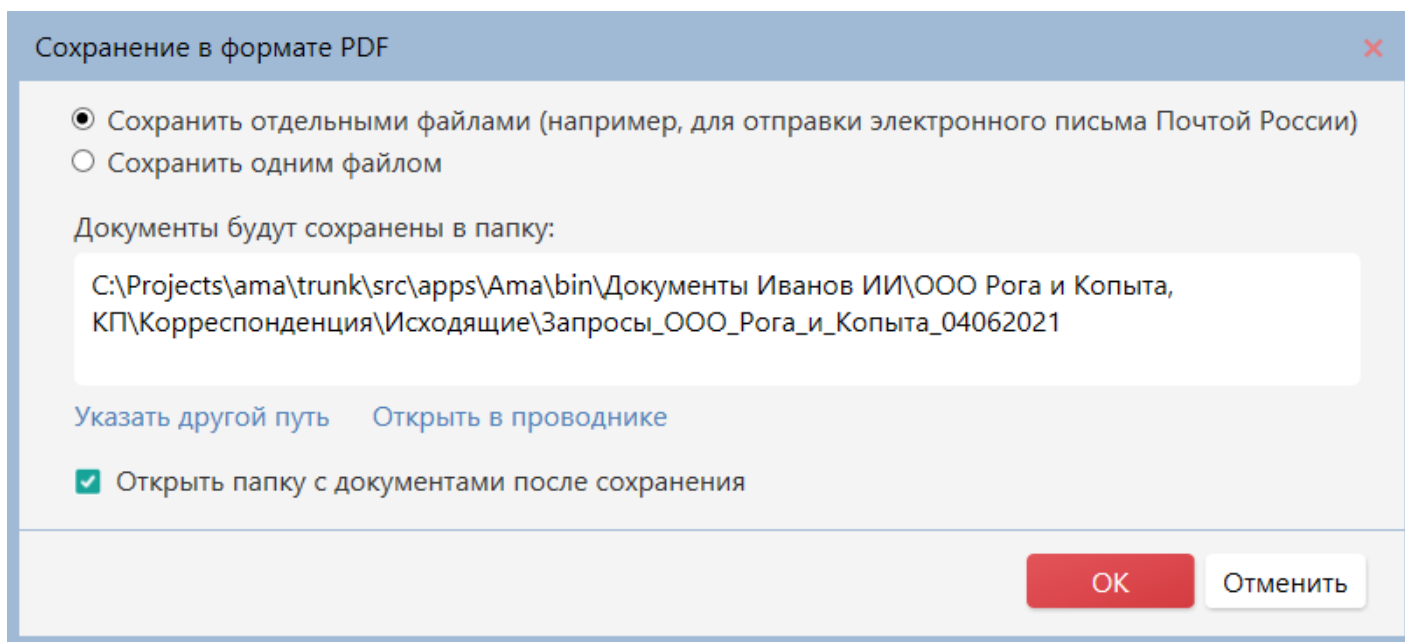 Сохранение в формате PDF
Сохранить отдельными файлами (например, для отправки электронного письма Почтой России)
Сохранить одним файлом
Документы будут сохранены в папку:
C:\Projects\ama\trunk\src\apps\Ama\bin\Документы Иванов ИИ\ООО Рога и Копыта,
КП\Корреспонденция\Исходящие\Запросы_ООО_Рога_и_Копыта_04062021
Указать другой путь Открыть в проводнике
Открыть папку с документами после сохранения
ОК Отменить